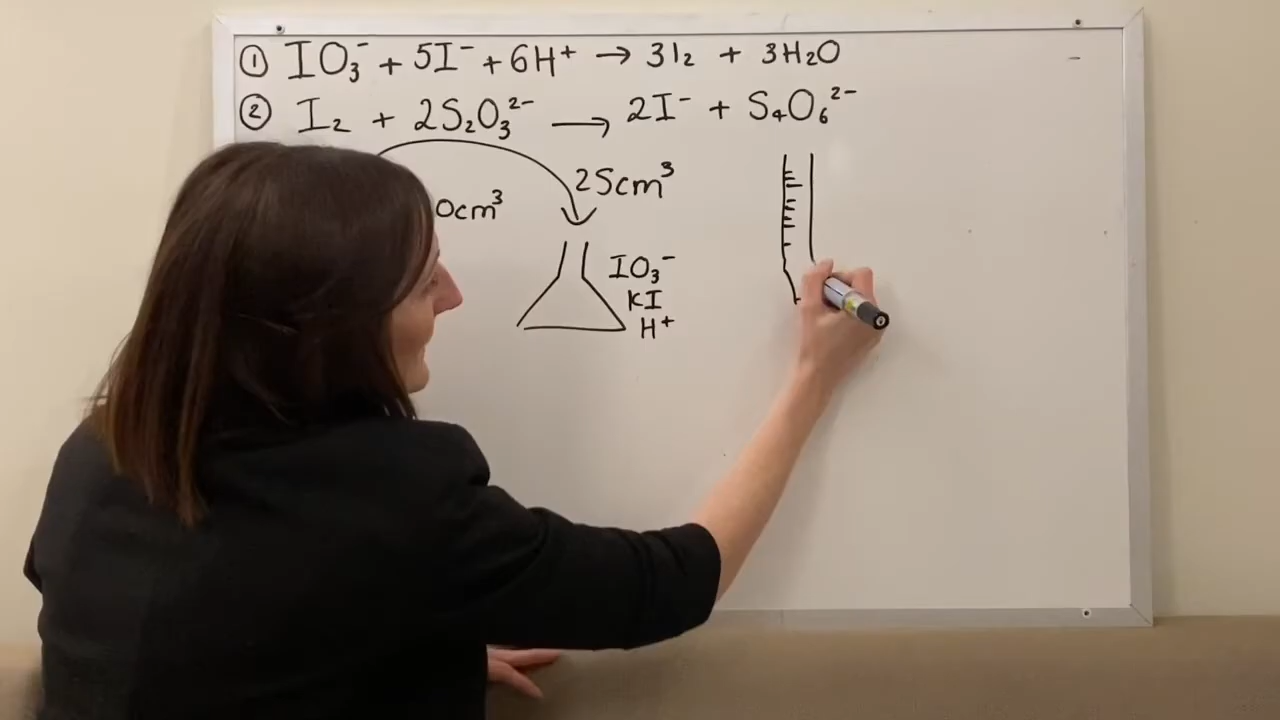 ① IO₃⁻ + 5I⁻ + 6H⁺ → 3I₂ + 3H₂O
② I₂ + 2S₂O₃²⁻ → 2I⁻ + S₄O₆²⁻
25cm³
0cm³
IO₃⁻
KI
H⁺